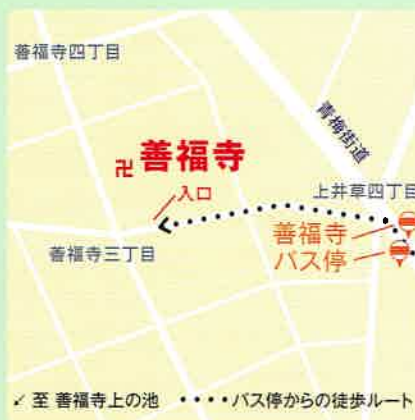 善福寺四丁目
青梅街道
卍善福寺
入口
上井草四丁目
善福寺
バス停
善福寺三丁目
↙ 至 善福寺上の池 ・・・・バス停からの徒歩ルート